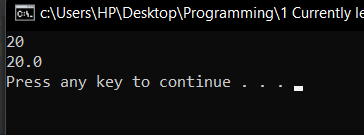 c:\Users\HP\Desktop\Programming\1 Currently le
20
20.0
Press any key to continue . . .